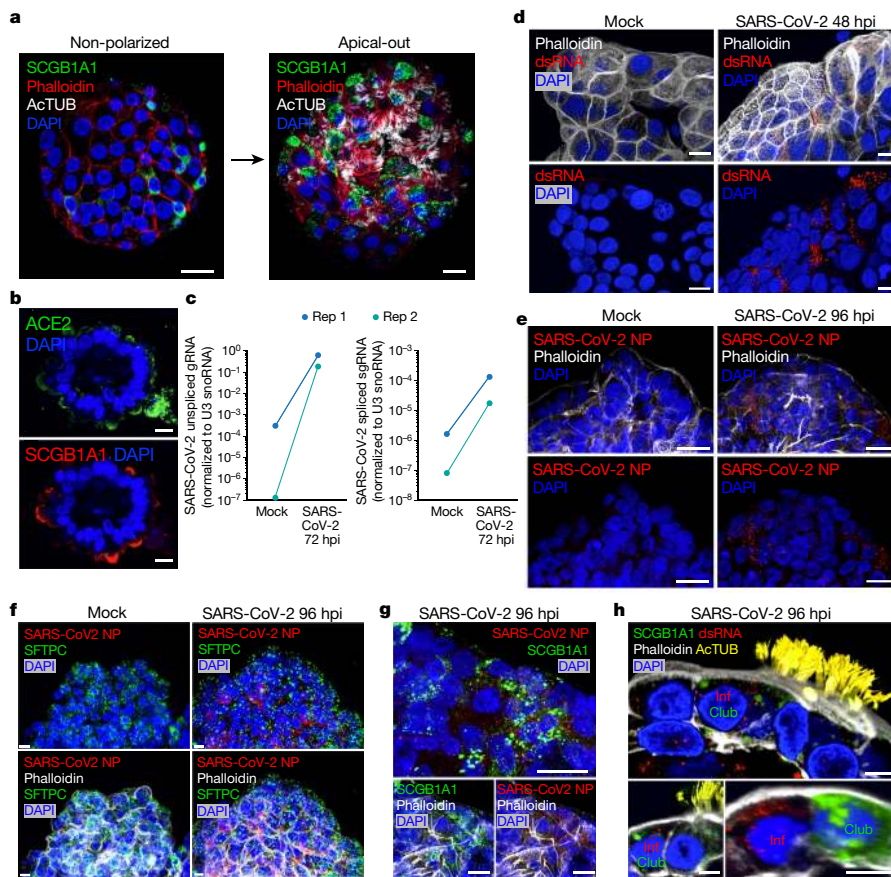 a
Non-polarized
SCGB1A1
Phalloidin
AcTUB
DAPI
Apical-out
SCGB1A1
Phalloidin
AcTUB
DAPI
b
ACE2
DAPI
SCGB1A1 DAPI
c
Rep 1
Rep 2
SARS-CoV-2 unspliced gRNA
(normalized to U3 snoRNA)
10^0
10^-1
10^-2
10^-3
10^-4
10^-5
10^-6
10^-7
Mock
SARS-
CoV-2
72 hpi
SARS-CoV-2 spliced sgRNA
(normalized to U3 snoRNA)
10^-3
10^-4
10^-5
10^-6
10^-7
10^-8
Mock
SARS-
CoV-2
72 hpi
d
Mock
SARS-CoV-2 48 hpi
Phalloidin
dsRNA
DAPI
Phalloidin
dsRNA
DAPI
dsRNA
DAPI
dsRNA
DAPI
e
Mock
SARS-CoV-2 96 hpi
SARS-CoV-2 NP
Phalloidin
DAPI
SARS-CoV-2 NP
Phalloidin
DAPI
SARS-CoV-2 NP
DAPI
SARS-CoV-2 NP
DAPI
f
Mock
SARS-CoV-2 96 hpi
SARS-CoV2 NP
SFTPC
DAPI
SARS-CoV-2 NP
SFTPC
DAPI
SARS-CoV-2 NP
Phalloidin
SFTPC
DAPI
SARS-CoV-2 NP
Phalloidin
SFTPC
DAPI
g
SARS-CoV-2 96 hpi
SARS-CoV2 NP
SCGB1A1
DAPI
SCGB1A1
Phalloidin
DAPI
SARS-CoV2 NP
Phalloidin
DAPI
h
SARS-CoV-2 96 hpi
SCGB1A1 dsRNA
Phalloidin AcTUB
DAPI
Inf
Club
Inf
Club
Inf
Club